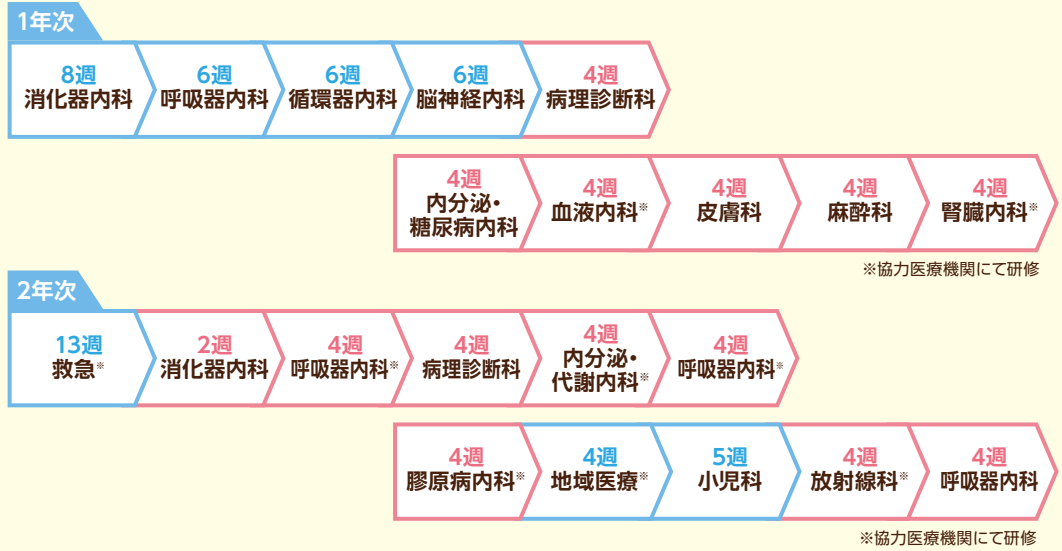 1年次
8週
消化器内科
6週
呼吸器内科
6週
循環器内科
6週
脳神経内科
4週
病理診断科
4週
内分泌・
糖尿病内科
4週
血液内科※
4週
皮膚科
4週
麻酔科
4週
腎臓内科※
※協力医療機関にて研修
2年次
13週
救急※
2週
消化器内科
4週
呼吸器内科※
4週
病理診断科
4週
内分泌・
代謝内科※
4週
呼吸器内科※
4週
膠原病内科※
4週
地域医療※
5週
小児科
4週
放射線科※
4週
呼吸器内科
※協力医療機関にて研修